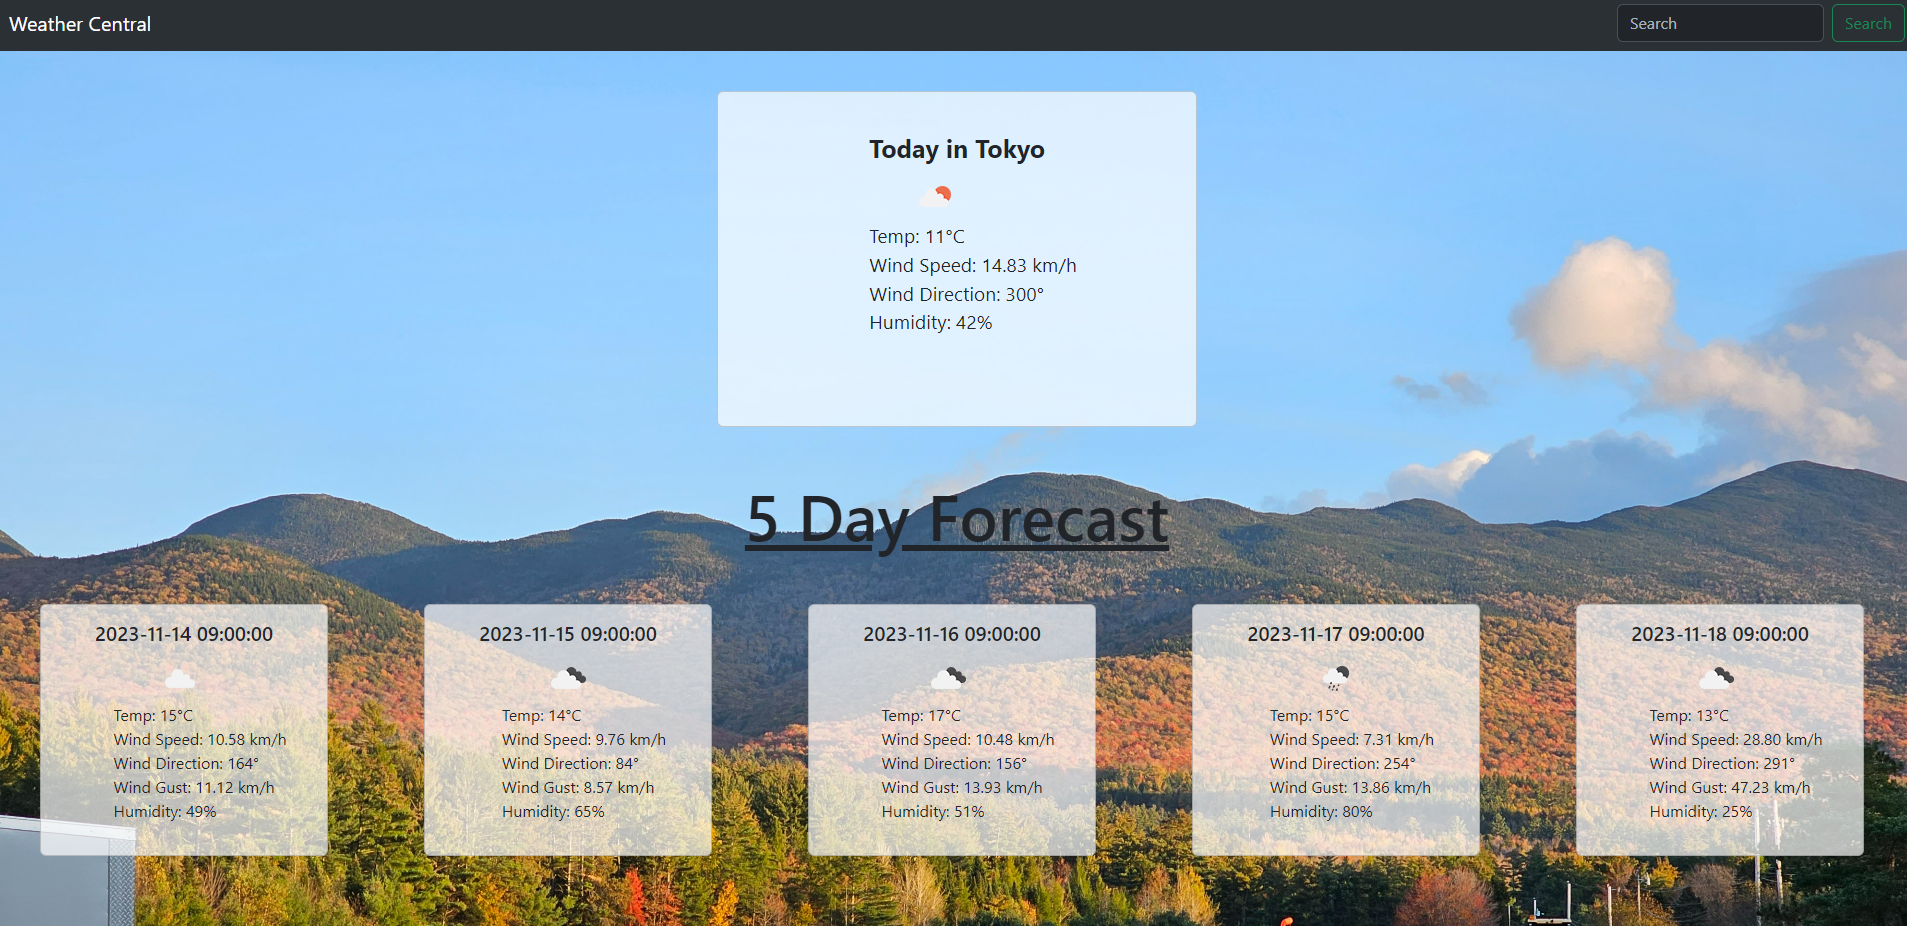 Weather Central
Search
Search
Today in Tokyo
Temp: 11°C
Wind Speed: 14.83 km/h
Wind Direction: 300°
Humidity: 42%
5 Day Forecast
2023-11-14 09:00:00
Temp: 15°C
Wind Speed: 10.58 km/h
Wind Direction: 164°
Wind Gust: 11.12 km/h
Humidity: 49%
2023-11-15 09:00:00
Temp: 14°C
Wind Speed: 9.76 km/h
Wind Direction: 84°
Wind Gust: 8.57 km/h
Humidity: 65%
2023-11-16 09:00:00
Temp: 17°C
Wind Speed: 10.48 km/h
Wind Direction: 156°
Wind Gust: 13.93 km/h
Humidity: 51%
2023-11-17 09:00:00
Temp: 15°C
Wind Speed: 7.31 km/h
Wind Direction: 254°
Wind Gust: 13.86 km/h
Humidity: 80%
2023-11-18 09:00:00
Temp: 13°C
Wind Speed: 28.80 km/h
Wind Direction: 291°
Wind Gust: 47.23 km/h
Humidity: 25%